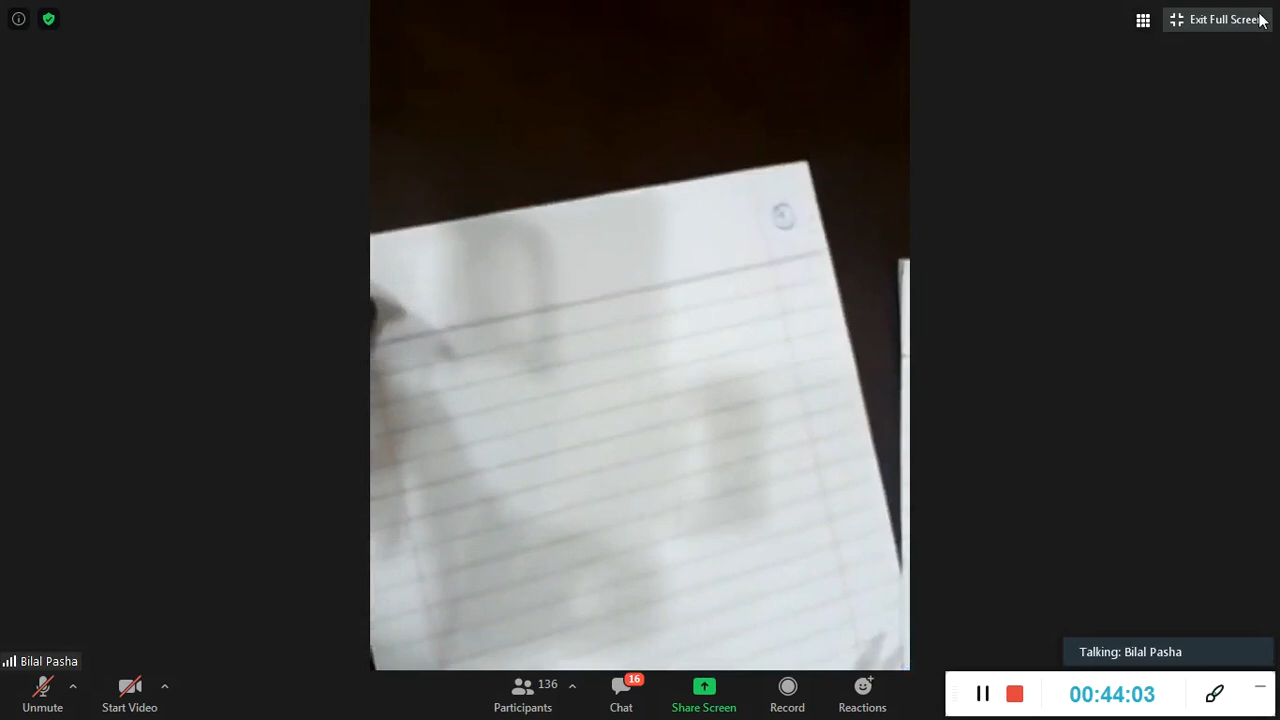 Exit Full Screen
Talking: Bilal Pasha
Bilal Pasha
Unmute
Start Video
136
Participants
16
Chat
Share Screen
Record
Reactions
00:44:03